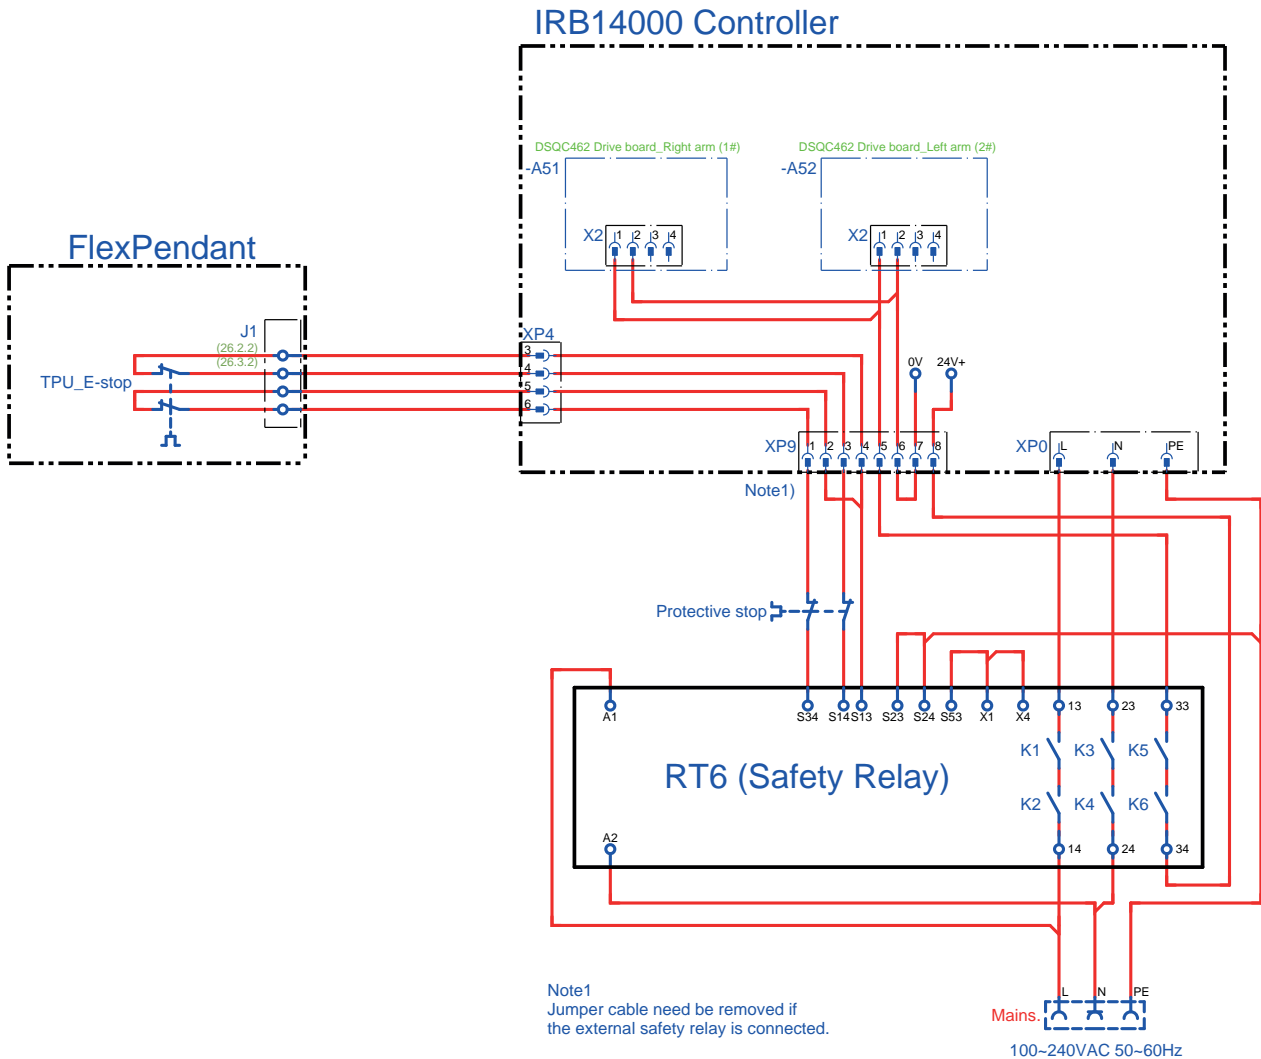 IRB14000 Controller
DSQC462 Drive board_Right arm (1#)
DSQC462 Drive board_Left arm (2#)
-A51
-A52
X2 1 2 3 4
X2 1 2 3 4
FlexPendant
J1
(26.2.2)
(26.3.2)
TPU_E-stop
XP4
3
4
5
6
0V 24V+
XP9 1 2 3 4 5 6 7 8
XP0 L N PE
Note1)
Protective stop
A1 S34 S14 S13 S23 S24 S53 X1 X4 13 23 33
K1 K3 K5
RT6 (Safety Relay)
K2 K4 K6
A2 14 24 34
Note1
Jumper cable need be removed if
the external safety relay is connected.
L N PE
Mains.
100~240VAC 50~60Hz